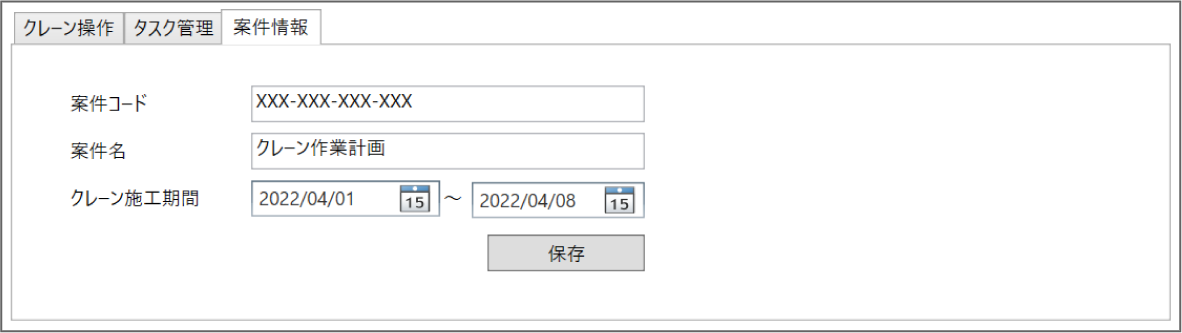 クレーン操作 タスク管理 案件情報
案件コード XXX-XXX-XXX-XXX
案件名 クレーン作業計画
クレーン施工期間 2022/04/01 15 ～ 2022/04/08 15
保存